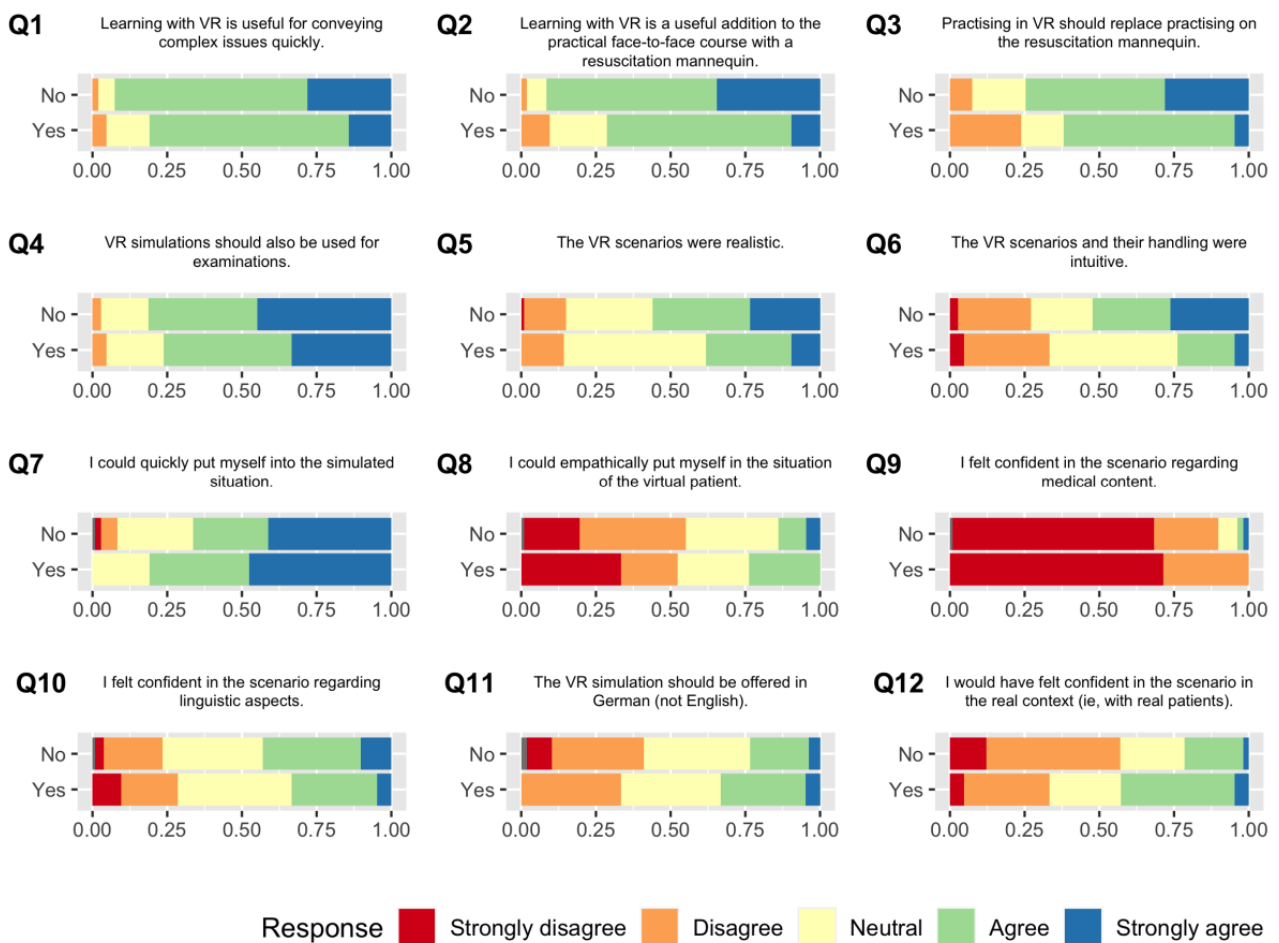 Q1
Learning with VR is useful for conveying
complex issues quickly.
No
Yes
0.00 0.25 0.50 0.75 1.00
Q2
Learning with VR is a useful addition to the
practical face-to-face course with a
resuscitation mannequin.
No
Yes
0.00 0.25 0.50 0.75 1.00
Q3
Practising in VR should replace practising on
the resuscitation mannequin.
No
Yes
0.00 0.25 0.50 0.75 1.00
Q4
VR simulations should also be used for
examinations.
No
Yes
0.00 0.25 0.50 0.75 1.00
Q5
The VR scenarios were realistic.
No
Yes
0.00 0.25 0.50 0.75 1.00
Q6
The VR scenarios and their handling were
intuitive.
No
Yes
0.00 0.25 0.50 0.75 1.00
Q7
I could quickly put myself into the simulated
situation.
No
Yes
0.00 0.25 0.50 0.75 1.00
Q8
I could empathically put myself in the situation
of the virtual patient.
No
Yes
0.00 0.25 0.50 0.75 1.00
Q9
I felt confident in the scenario regarding
medical content.
No
Yes
0.00 0.25 0.50 0.75 1.00
Q10
I felt confident in the scenario regarding
linguistic aspects.
No
Yes
0.00 0.25 0.50 0.75 1.00
Q11
The VR simulation should be offered in
German (not English).
No
Yes
0.00 0.25 0.50 0.75 1.00
Q12
I would have felt confident in the scenario in
the real context (ie, with real patients).
No
Yes
0.00 0.25 0.50 0.75 1.00
Response Strongly disagree Disagree Neutral Agree Strongly agree